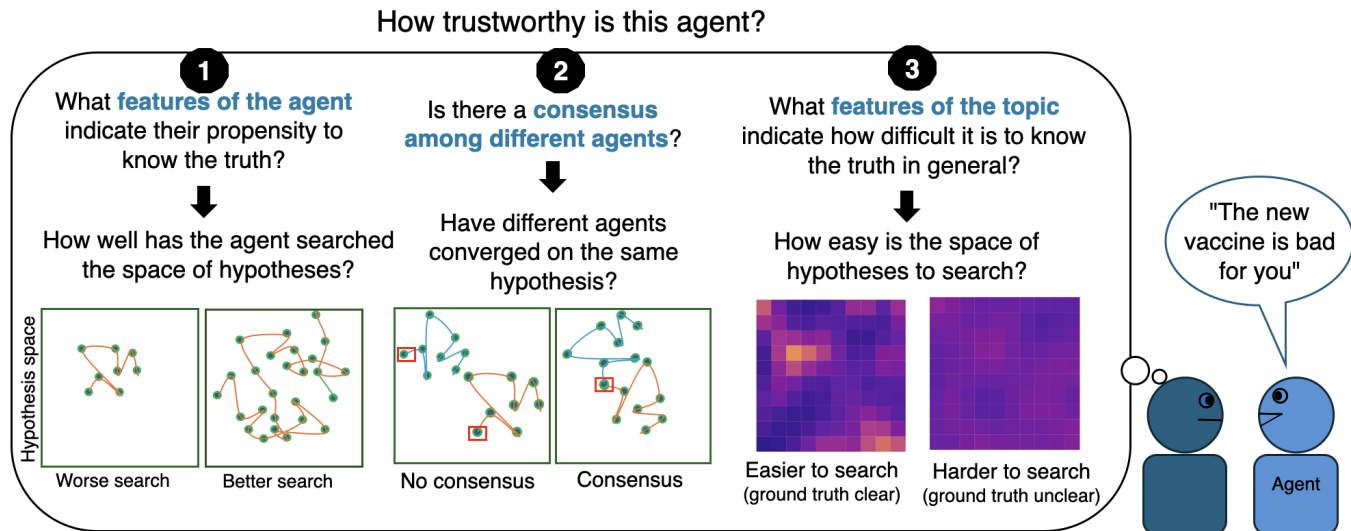 How trustworthy is this agent?
1
What features of the agent
indicate their propensity to
know the truth?
How well has the agent searched
the space of hypotheses?
Hypothesis space
Worse search
Better search
2
Is there a consensus
among different agents?
Have different agents
converged on the same
hypothesis?
No consensus
Consensus
3
What features of the topic
indicate how difficult it is to know
the truth in general?
How easy is the space of
hypotheses to search?
Easier to search
(ground truth clear)
Harder to search
(ground truth unclear)
"The new
vaccine is bad
for you"
Agent